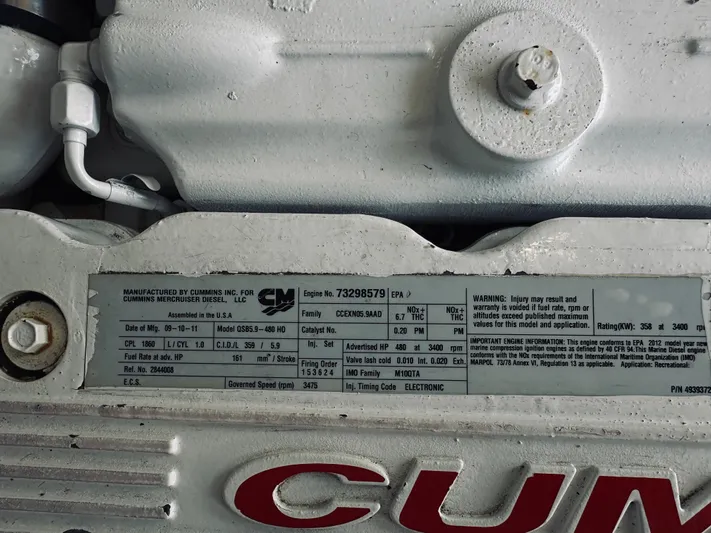 MANUFACTURED BY CUMMINS INC. FOR
CUMMINS MERCRUISER DIESEL, LLC
Assembled in the U.S.A
Date of Mfg. 09-10-11 Model QSB5.9-480 HO
CPL 1860 L/CYL 1.0 C.I.D./L 359 / 5.9
Fuel Rate at adv. HP 161 mm³/ Stroke
Ref. No. 2844008
E.C.S. Governed Speed (rpm) 3475
CM
Engine No. 73298579 EPA
Family CCEXN05.9AAD NOx+ THC 6.7 NOx+ THC
Catalyst No. 0.20 PM PM
Inj. Set Advertised HP 480 at 3400 rpm
Firing Order Valve lash cold 0.010 Int. 0.020 Exh.
153624 IMO Family M10QTA
Inj. Timing Code ELECTRONIC
WARNING: Injury may result and
warranty is voided if fuel rate, rpm or
altitudes exceed published maximum
values for this model and application.
Rating(KW): 358 at 3400 rpm
IMPORTANT ENGINE INFORMATION: This engine conforms to EPA 2012 model year new
marine compression ignition engines as defined by 40 CFR 94. This Marine Diesel engine
conforms with the NOx requirements of the International Maritime Organization (IMO)
MARPOL 73/78 Annex VI, Regulation 13 as applicable. Application: Recreational
P/N 4939372
CUM